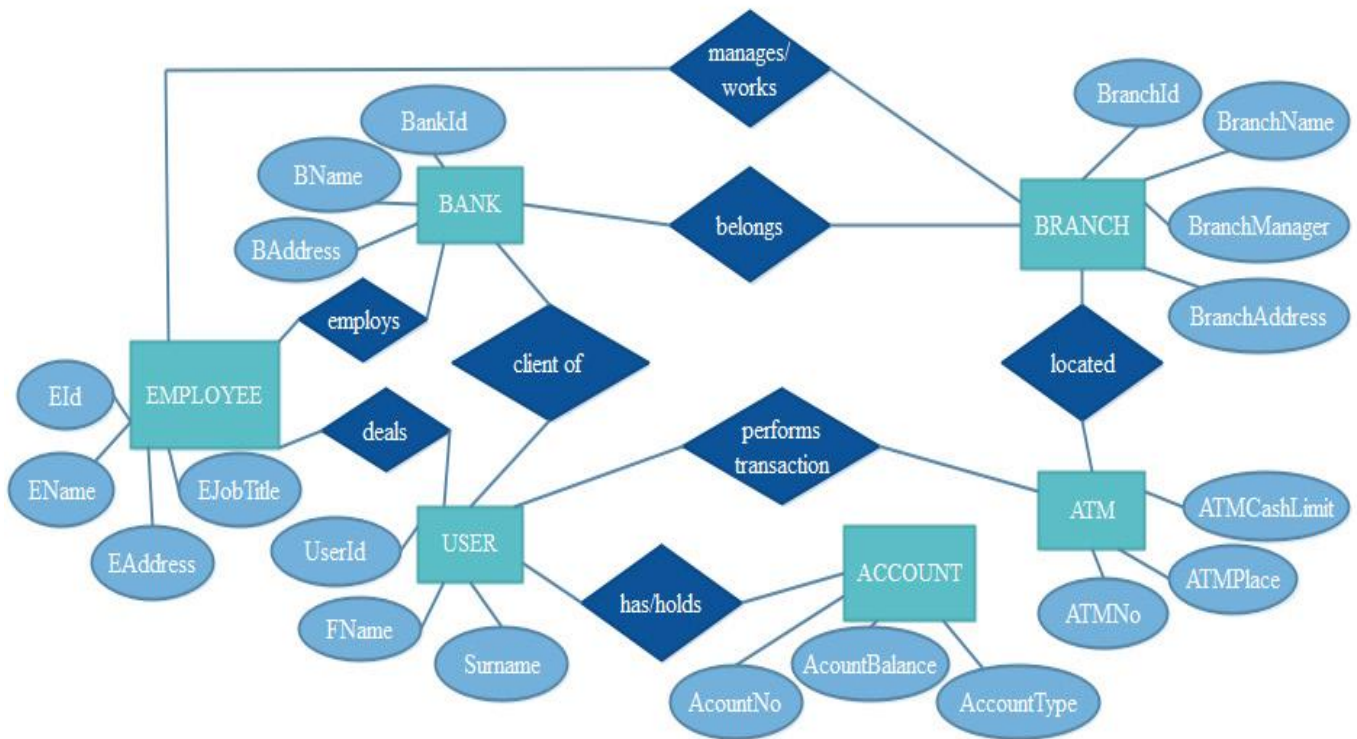 manages/
works
BankId
BranchId
BranchName
BName
BANK
belongs
BRANCH
BranchManager
BAddress
BranchAddress
employs
client of
located
EId
EMPLOYEE
deals
performs
transaction
EName
EJobTitle
ATMCashLimit
ATM
UserId
USER
EAddress
ACCOUNT
ATMPlace
has/holds
ATMNo
FName
Surname
AcountBalance
AcountNo
AccountType